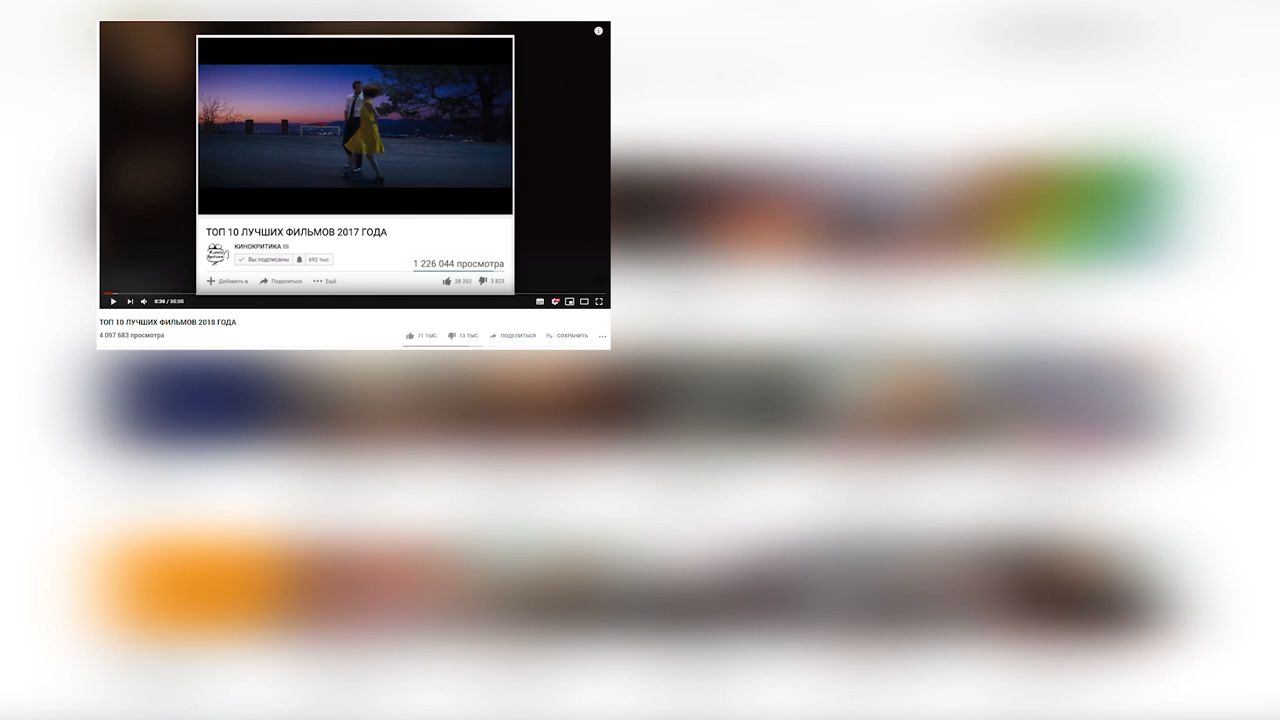 ТОП 10 ЛУЧШИХ ФИЛЬМОВ 2017 ГОДА
КИНОКРИТИКА
Вы подписаны 692 тыс.
1 226 044 просмотра
Добавить в Поделиться Ещё 28 202 3 823
0:36 / 35:05
ТОП 10 ЛУЧШИХ ФИЛЬМОВ 2018 ГОДА
4 097 683 просмотра 71 ТЫС. 13 ТЫС. ПОДЕЛИТЬСЯ СОХРАНИТЬ